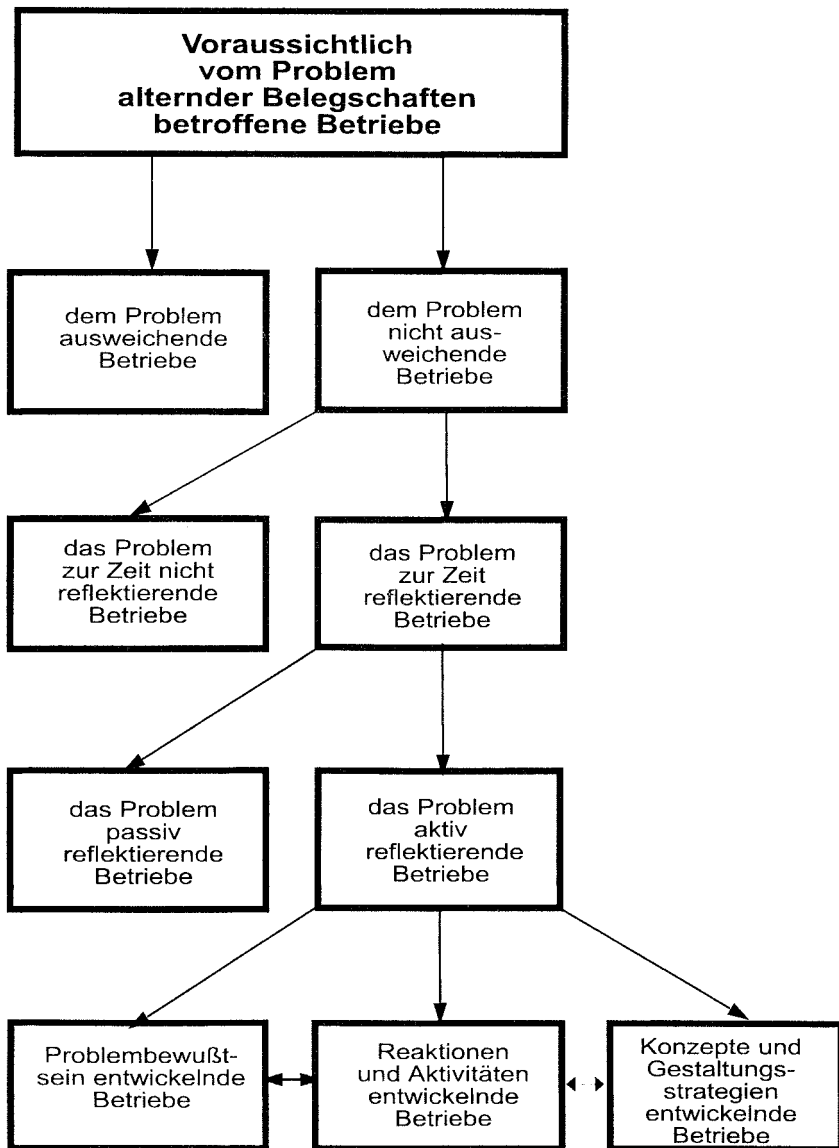 Voraussichtlich
vom Problem
alternder Belegschaften
betroffene Betriebe
dem Problem
ausweichende
Betriebe
dem Problem
nicht aus-
weichende
Betriebe
das Problem
zur Zeit nicht
reflektierende
Betriebe
das Problem
zur Zeit
reflektierende
Betriebe
das Problem
passiv
reflektierende
Betriebe
das Problem
aktiv
reflektierende
Betriebe
Problembewußt-
sein entwickelnde
Betriebe
Reaktionen
und Aktivitäten
entwickelnde
Betriebe
Konzepte und
Gestaltungs-
strategien
entwickelnde
Betriebe